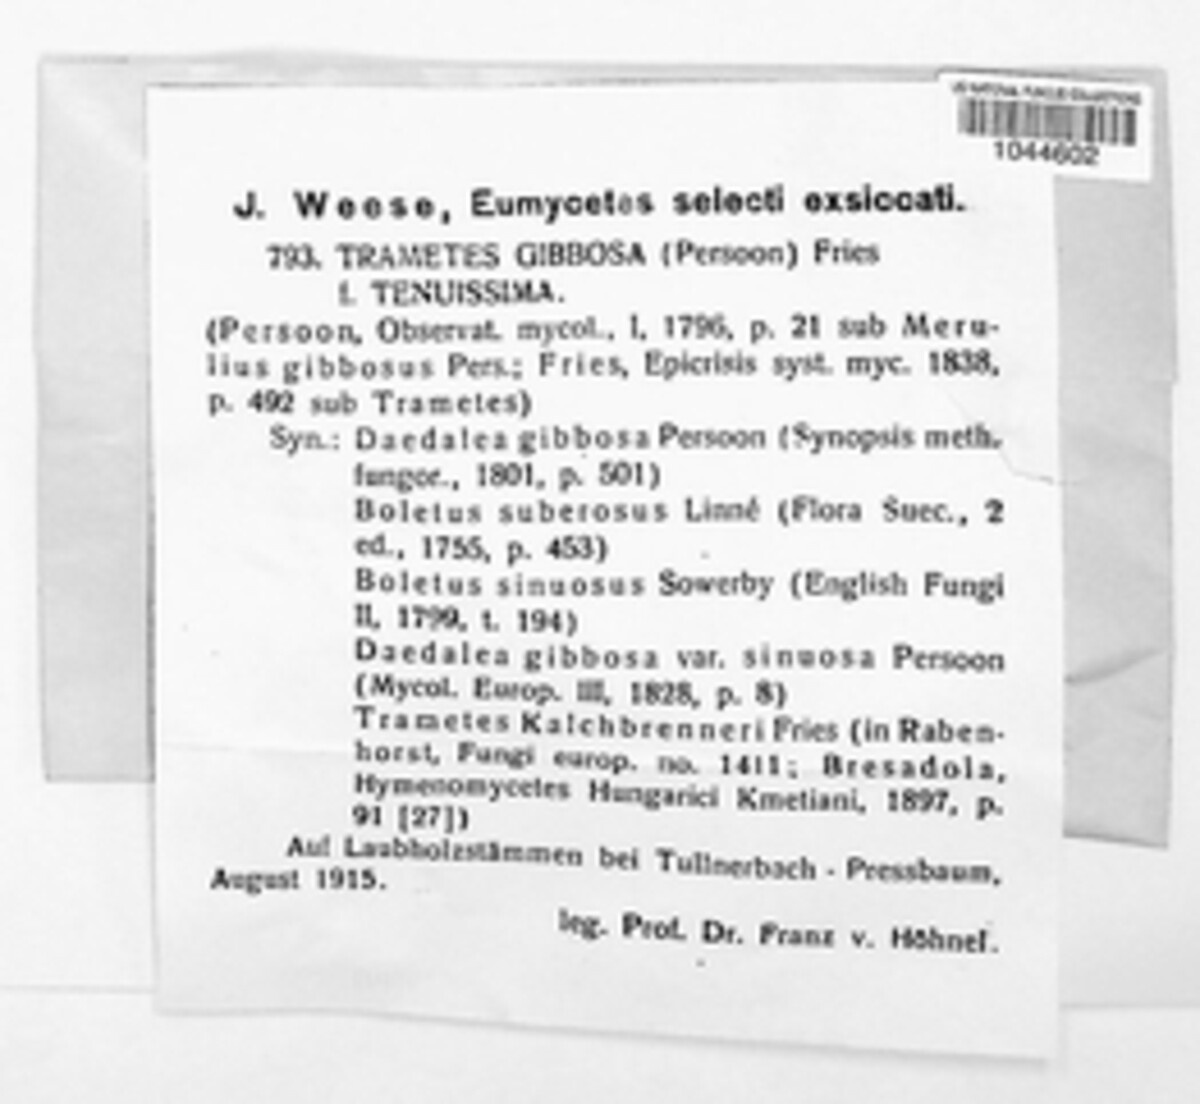 US NATIONAL FUNGUS COLLECTIONS
1044602
J. Weese, Eumycetes selecti exsiccati.
793. TRAMETES GIBBOSA (Persoon) Fries
f. TENUISSIMA.
(Persoon, Observat. mycol., I, 1796, p. 21 sub Meru-
lius gibbosus Pers.; Fries, Epicrisis syst. myc. 1838,
p. 492 sub Trametes)
Syn.: Daedalea gibbosa Persoon (Synopsis meth.
fungor., 1801, p. 501)
Boletus suberosus Linné (Flora Suec., 2
ed., 1755, p. 453)
Boletus sinuosus Sowerby (English Fungi
II, 1799, t. 194)
Daedalea gibbosa var. sinuosa Persoon
(Mycol. Europ. III, 1828, p. 8)
Trametes Kalchbrenneri Fries (in Raben-
horst, Fungi europ. no. 1411; Bresadola,
Hymenomycetes Hungarici Kmetiani, 1897, p.
91 [27])
Auf Laubholzstämmen bei Tullnerbach - Pressbaum,
August 1915.
leg. Prof. Dr. Franz v. Höhnel.